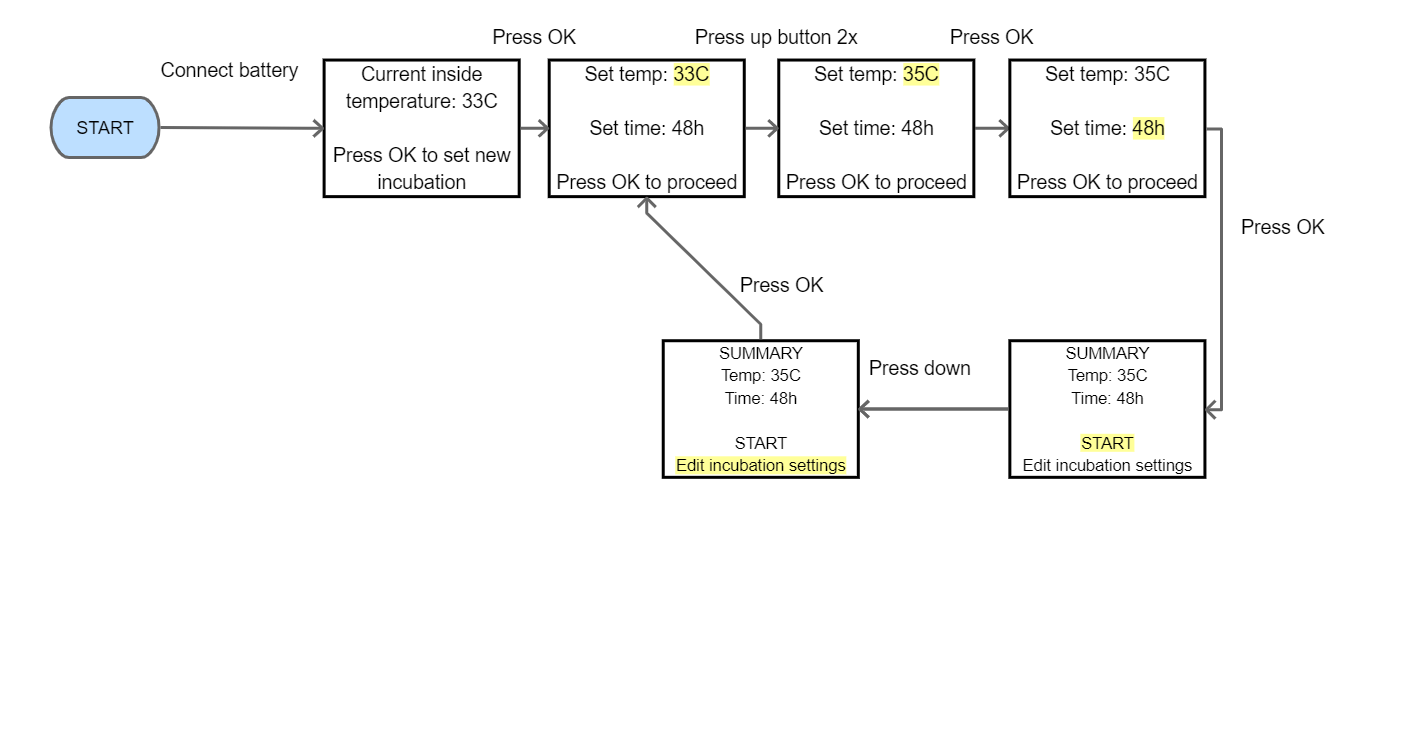 Press OK
Press up button 2x
Press OK
Connect battery
START
Current inside
temperature: 33C
Press OK to set new
incubation
Set temp: 33C
Set time: 48h
Press OK to proceed
Set temp: 35C
Set time: 48h
Press OK to proceed
Set temp: 35C
Set time: 48h
Press OK to proceed
Press OK
SUMMARY
Temp: 35C
Time: 48h
START
Edit incubation settings
Press down
SUMMARY
Temp: 35C
Time: 48h
START
Edit incubation settings
Press OK